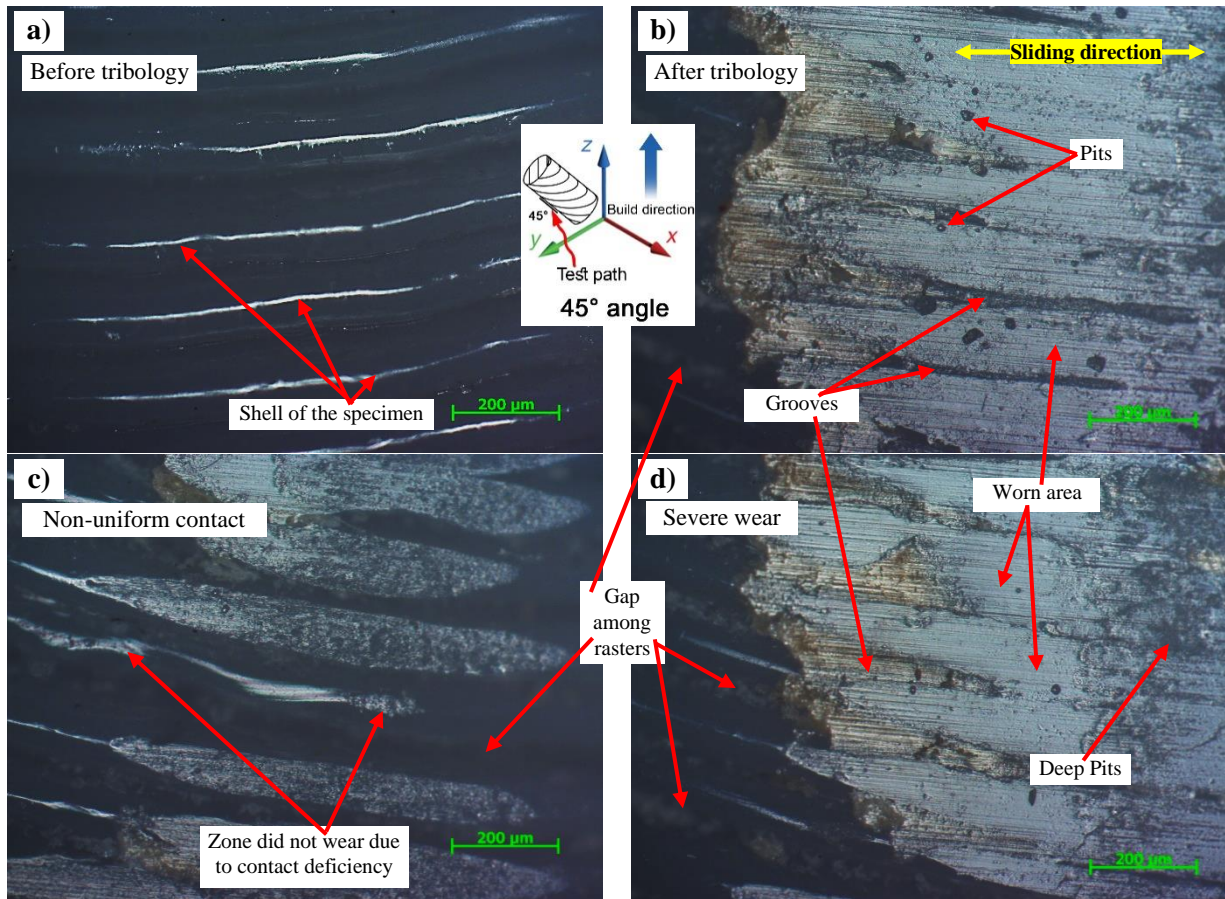 a)
Before tribology
Shell of the specimen
200 µm
b)
After tribology
Sliding direction
Pits
Grooves
200 µm
z
Build direction
45°
y
x
Test path
45° angle
c)
Non-uniform contact
Zone did not wear due
to contact deficiency
200 µm
Gap
among
rasters
d)
Severe wear
Worn area
Deep Pits
200 µm